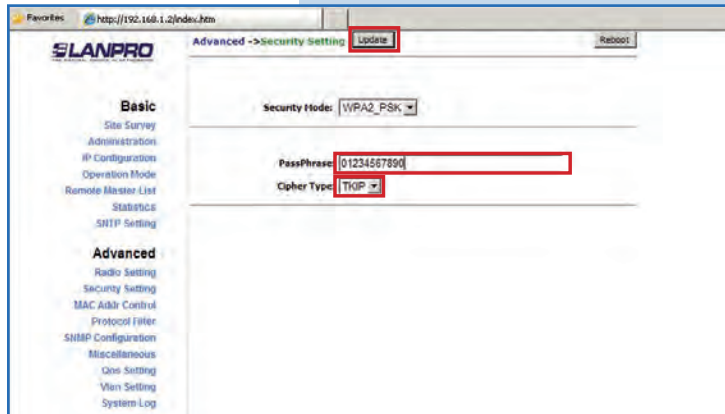 Favorites http://192.168.1.2/index.htm
LANPRO
Advanced ->Security Setting Update Reboot
Security Mode: WPA2_PSK
PassPhrase: 01234567890
Cipher Type: TKIP
Basic
Site Survey
Administration
IP Configuration
Operation Mode
Remote Master List
Statistics
SNTP Setting
Advanced
Radio Setting
Security Setting
MAC Addr Control
Protocol Filter
SNMP Configuration
Miscellaneous
Qos Setting
Vlan Setting
System Log